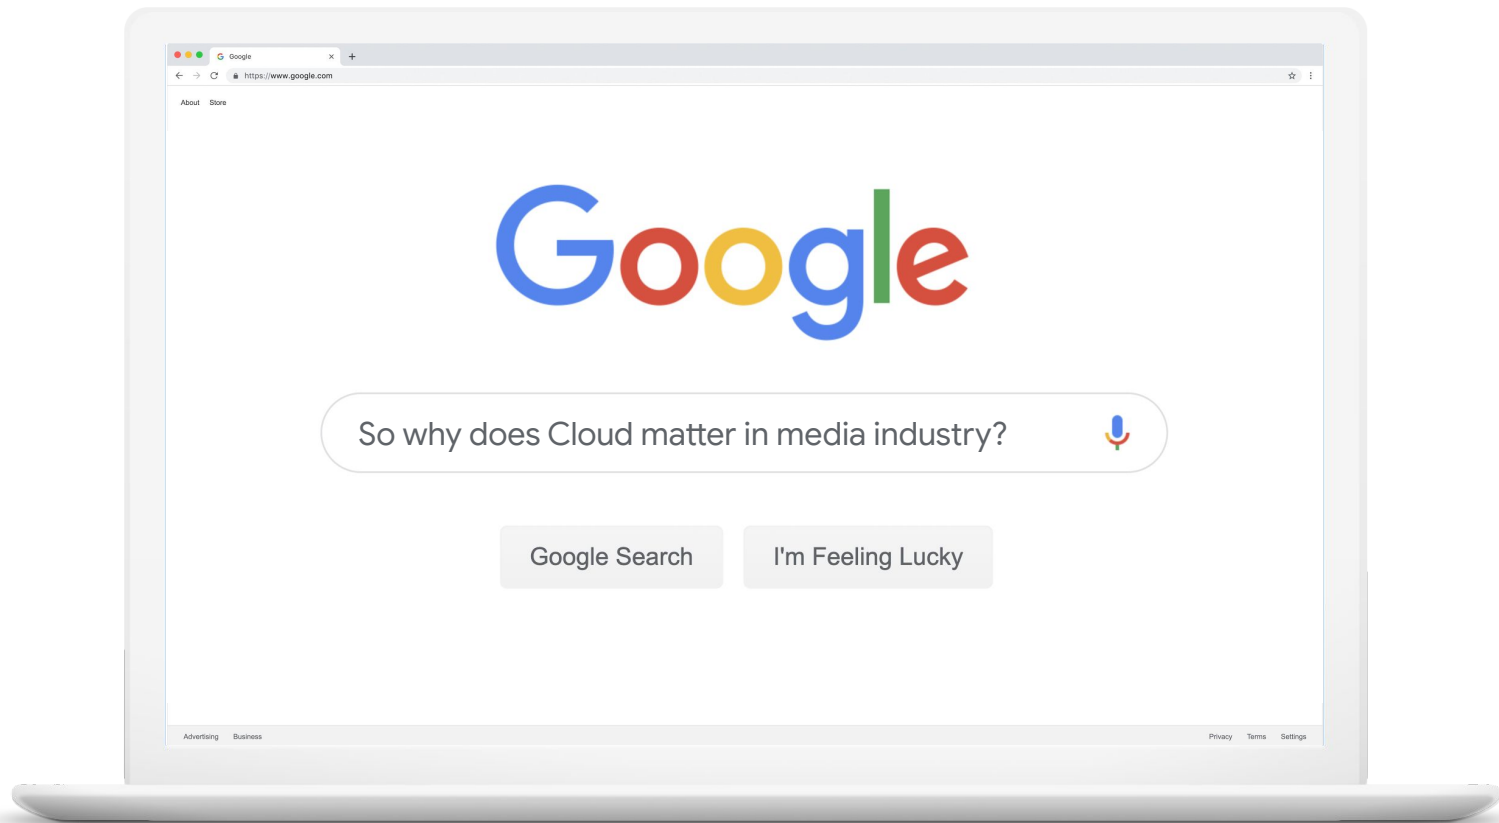 Google
https://www.google.com
About Store
Google
So why does Cloud matter in media industry?
Google Search I'm Feeling Lucky
Advertising Business Privacy Terms Settings